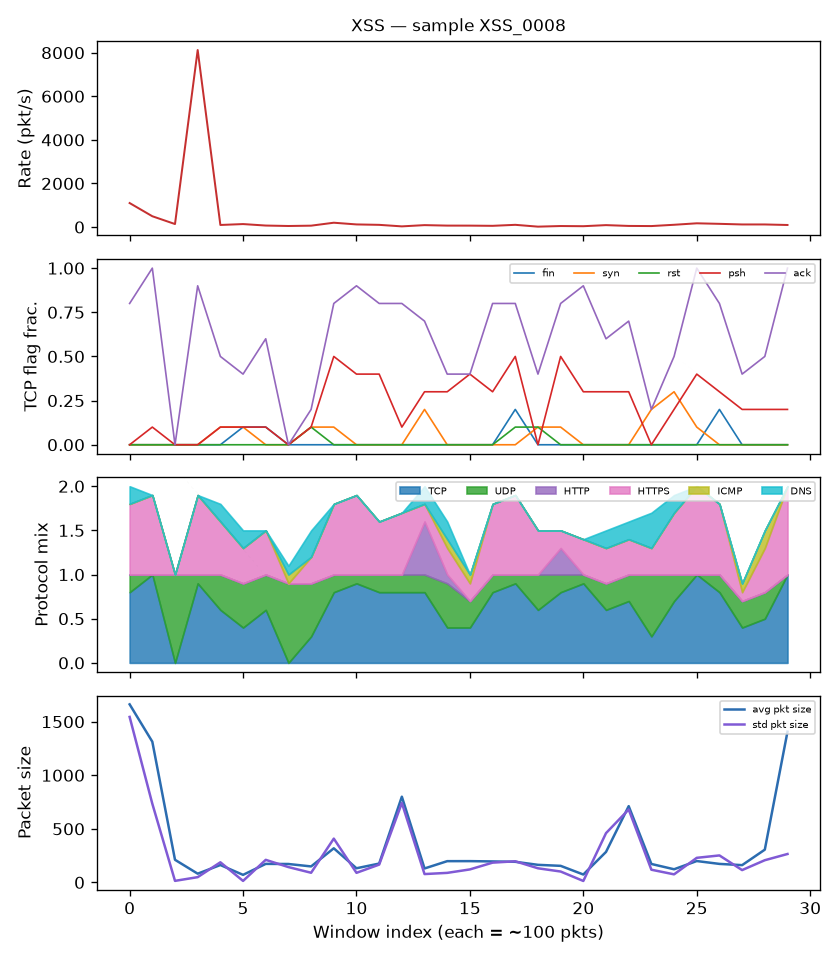 XSS — sample XSS_0008
8000
6000
4000
2000
0
Rate (pkt/s)
fin syn rst psh ack
1.00
0.75
0.50
0.25
0.00
TCP flag frac.
TCP UDP HTTP HTTPS ICMP DNS
2.0
1.5
1.0
0.5
0.0
Protocol mix
avg pkt size
std pkt size
1500
1000
500
0
Packet size
0 5 10 15 20 25 30
Window index (each = ~100 pkts)